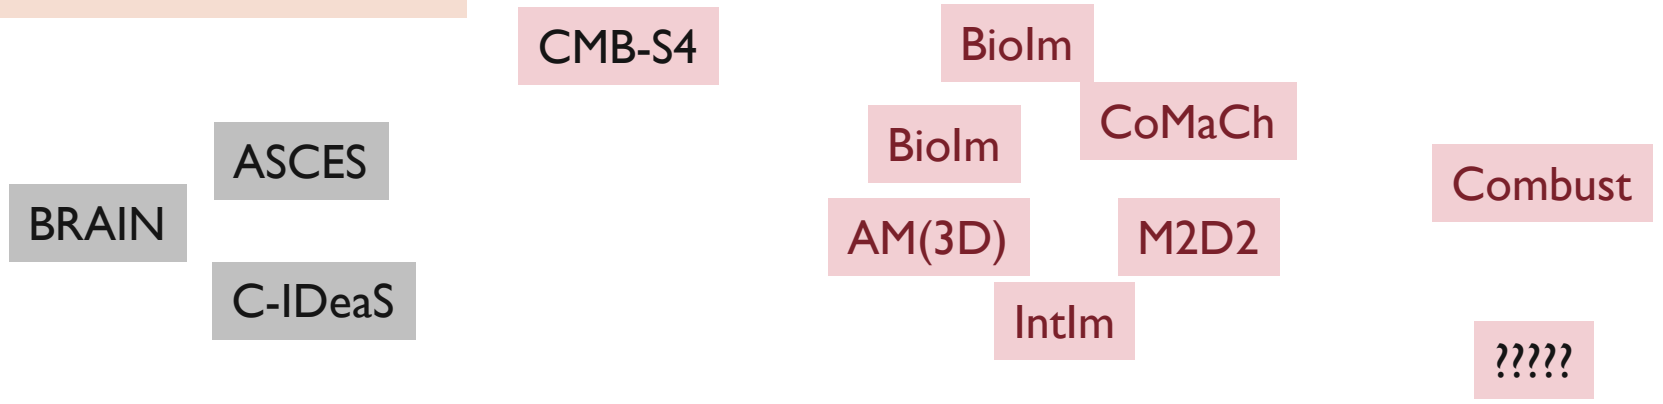 CMB-S4
BioIm
CoMaCh
BioIm
ASCES
Combust
BRAIN
AM(3D)
M2D2
C-IDeaS
IntIm
?????